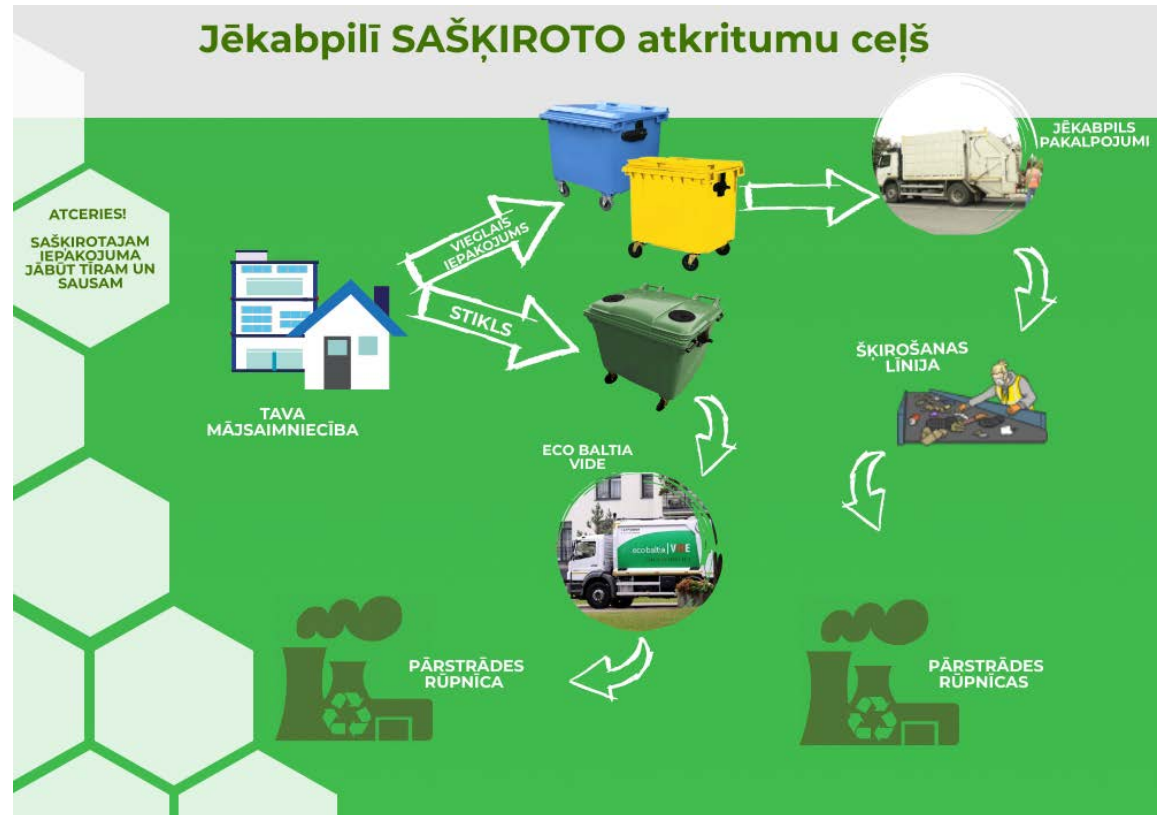 Jēkabpilī SAŠĶIROTO atkritumu ceļš
JĒKABPILS
PAKALPOJUMI
ATCERIES!
SAŠĶIROTAJAM
IEPAKOJUMA
JĀBŪT TĪRAM UN
SAUSAM
VIEGLAIS
IEPAKOJUMS
STIKLS
ŠĶIROŠANAS
LĪNIJA
TAVA
MĀJSAIMNIECĪBA
ECO BALTIA
VIDE
ecobaltia
PĀRSTRĀDES
RŪPNĪCA
PĀRSTRĀDES
RŪPNĪCAS